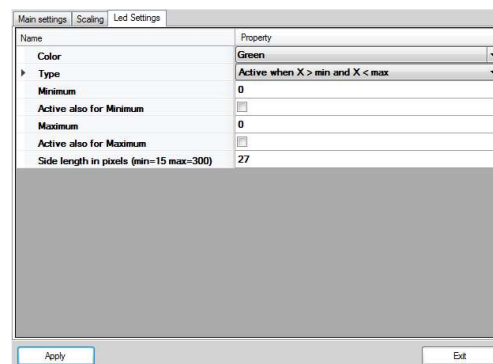 Main settings Scaling Led Settings
Name Property
Color Green
Type Active when X > min and X < max
Minimum 0
Active also for Minimum
Maximum 0
Active also for Maximum
Side length in pixels (min=15 max=300) 27
Apply Exit